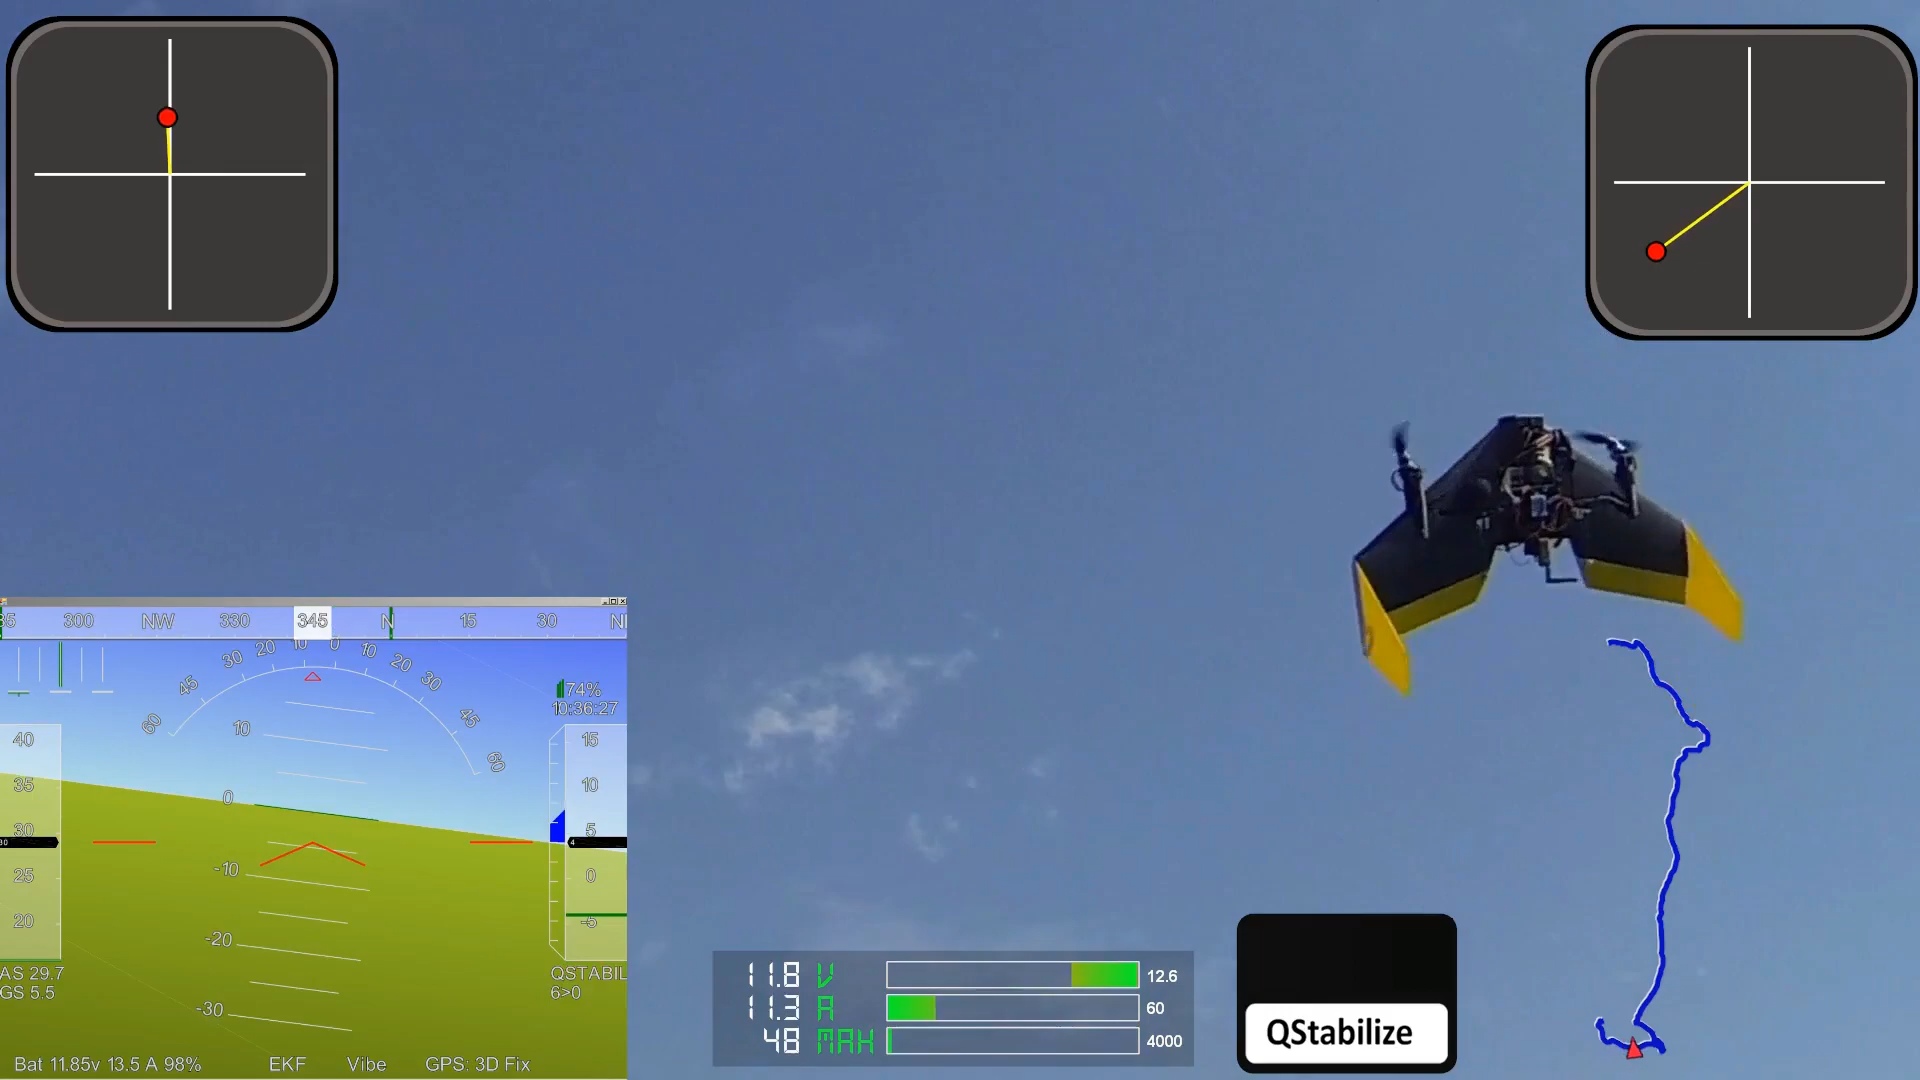 300 NW 330 345 N 15 30
60 45 30 20 10 0 10 20 30 45 60
74%
10:36:27
40 10 15
35 0 10
30 5
30 4
25 -10 0
20 -20 -5
AS 29.7 QSTABIL
GS 5.5 6>0
-30
Bat 11.85v 13.5 A 98% EKF Vibe GPS: 3D Fix
11.8 V 12.6
11.3 A 60
48 MAH 4000
QStabilize